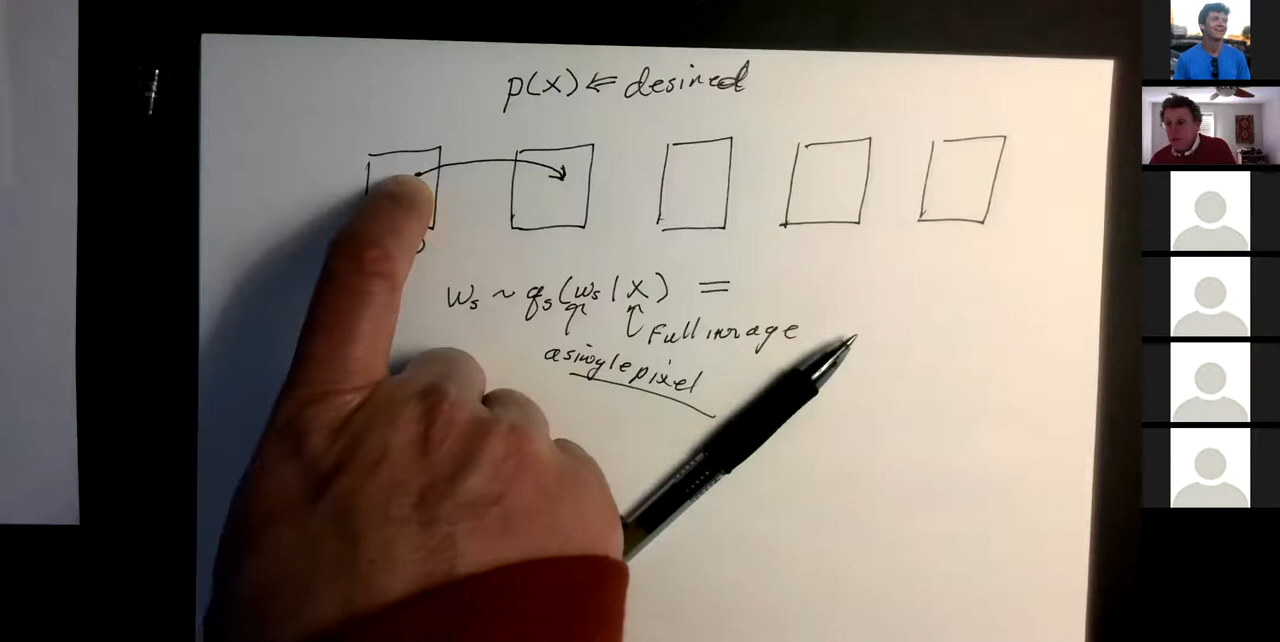 p(x) ⇐ desired
Ws ~ qs(ws | x) =
Full image
a single pixel